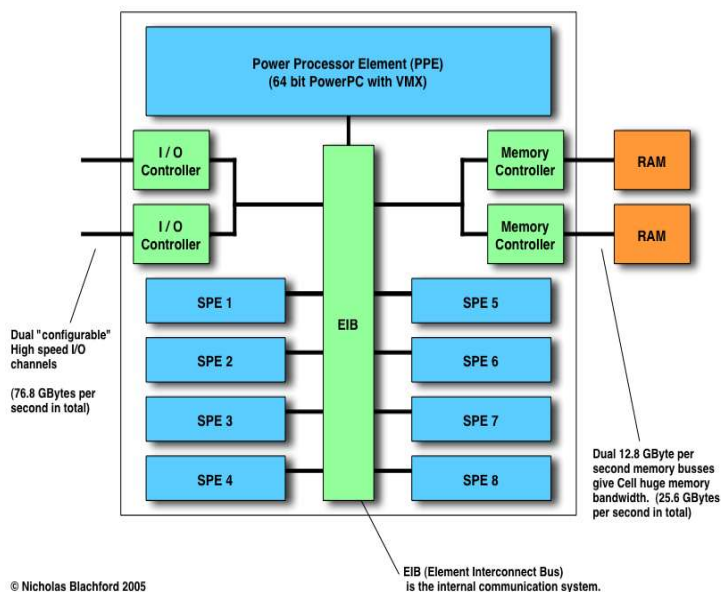 Power Processor Element (PPE)
(64 bit PowerPC with VMX)
I / O
Controller
Memory
Controller
RAM
I / O
Controller
Memory
Controller
RAM
EIB
SPE 1
SPE 5
SPE 2
SPE 6
SPE 3
SPE 7
SPE 4
SPE 8
Dual "configurable"
High speed I/O
channels
(76.8 GBytes per
second in total)
Dual 12.8 GByte per
second memory busses
give Cell huge memory
bandwidth. (25.6 GBytes
per second in total)
EIB (Element Interconnect Bus)
is the internal communication system.
© Nicholas Blachford 2005